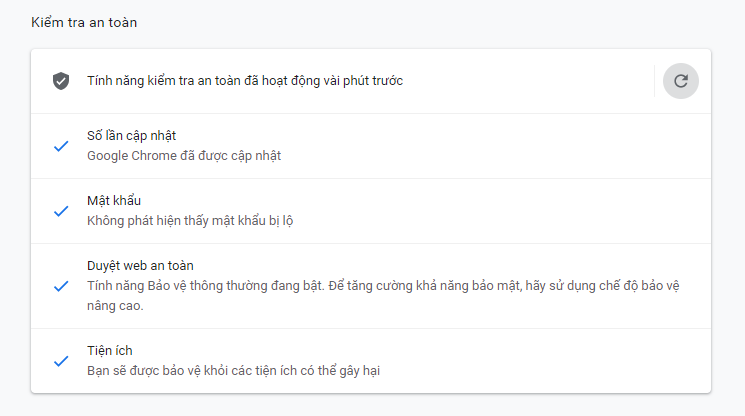 Kiểm tra an toàn
Tính năng kiểm tra an toàn đã hoạt động vài phút trước
Số lần cập nhật
Google Chrome đã được cập nhật
Mật khẩu
Không phát hiện thấy mật khẩu bị lộ
Duyệt web an toàn
Tính năng Bảo vệ thông thường đang bật. Để tăng cường khả năng bảo mật, hãy sử dụng chế độ bảo vệ
nâng cao.
Tiện ích
Bạn sẽ được bảo vệ khỏi các tiện ích có thể gây hại